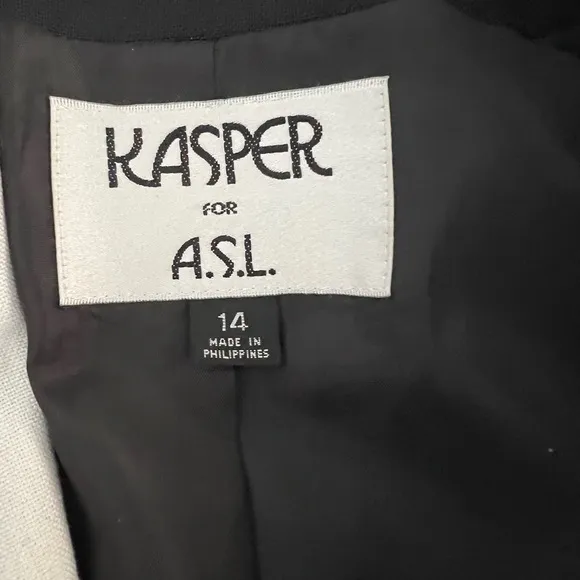 KASPER
FOR
A.S.L.
14
MADE IN
PHILIPPINES